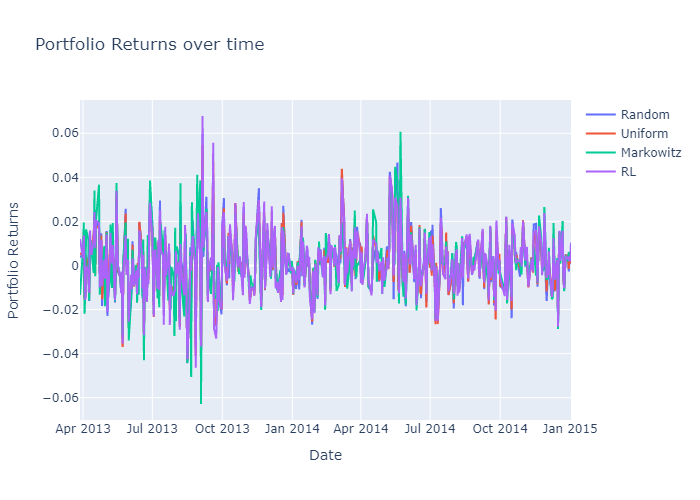 Portfolio Returns over time
Random
Uniform
Markowitz
RL
Portfolio Returns
0.06
0.04
0.02
0
−0.02
−0.04
−0.06
Apr 2013 Jul 2013 Oct 2013 Jan 2014 Apr 2014 Jul 2014 Oct 2014 Jan 2015
Date